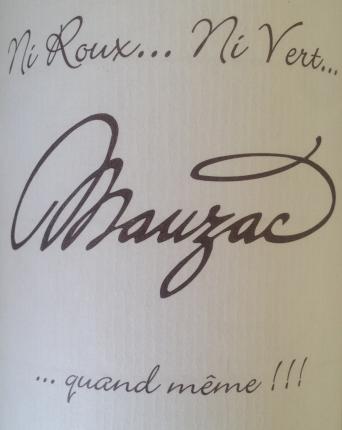 Ni Roux... Ni Vert...
Mauzac
... quand même !!!